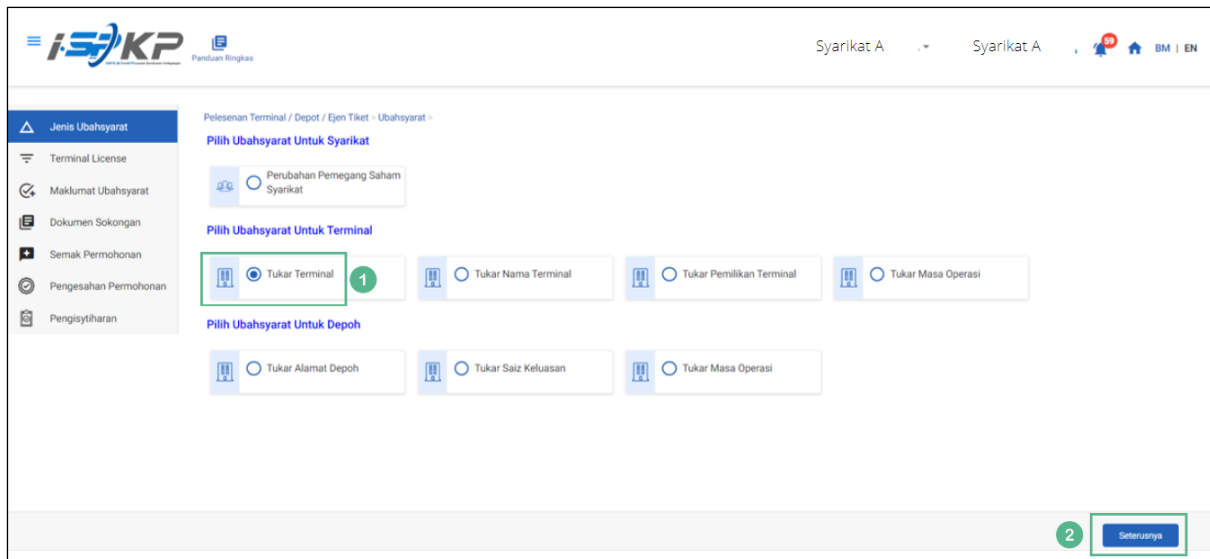 i-SPKP
Panduan Ringkas
Syarikat A
Syarikat A
59
BM | EN
Jenis Ubahsyarat
Terminal License
Maklumat Ubahsyarat
Dokumen Sokongan
Semak Permohonan
Pengesahan Permohonan
Pengisytiharan
Pelesenan Terminal / Depot / Ejen Tiket > Ubahsyarat >
Pilih Ubahsyarat Untuk Syarikat
Perubahan Pemegang Saham
Syarikat
Pilih Ubahsyarat Untuk Terminal
Tukar Terminal
1
Tukar Nama Terminal
Tukar Pemilikan Terminal
Tukar Masa Operasi
Pilih Ubahsyarat Untuk Depoh
Tukar Alamat Depoh
Tukar Saiz Keluasan
Tukar Masa Operasi
2
Seterusnya